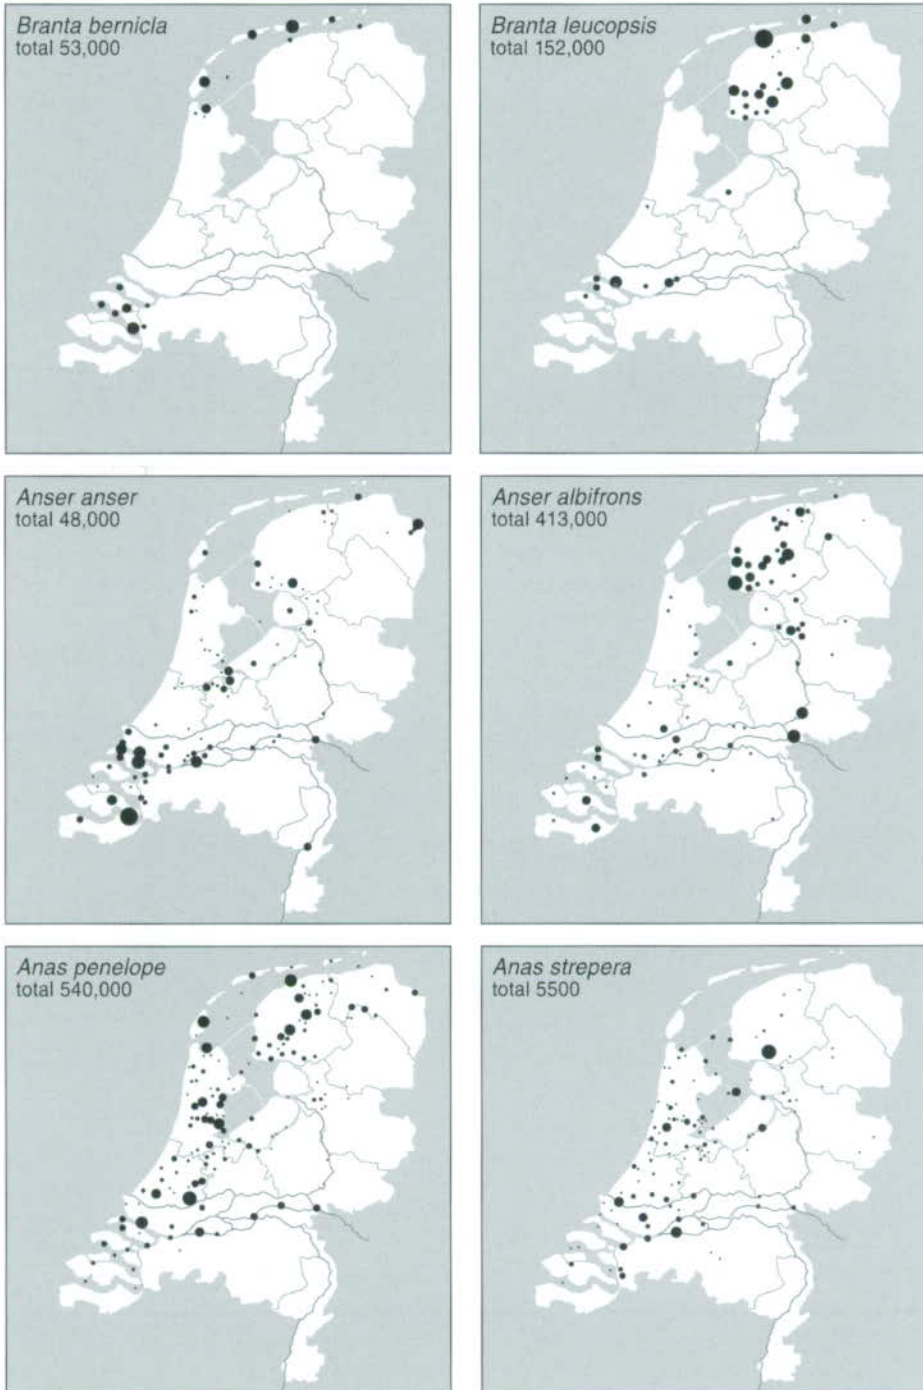 Branta bernicla
total 53,000
Branta leucopsis
total 152,000
Anser anser
total 48,000
Anser albifrons
total 413,000
Anas penelope
total 540,000
Anas strepera
total 5500